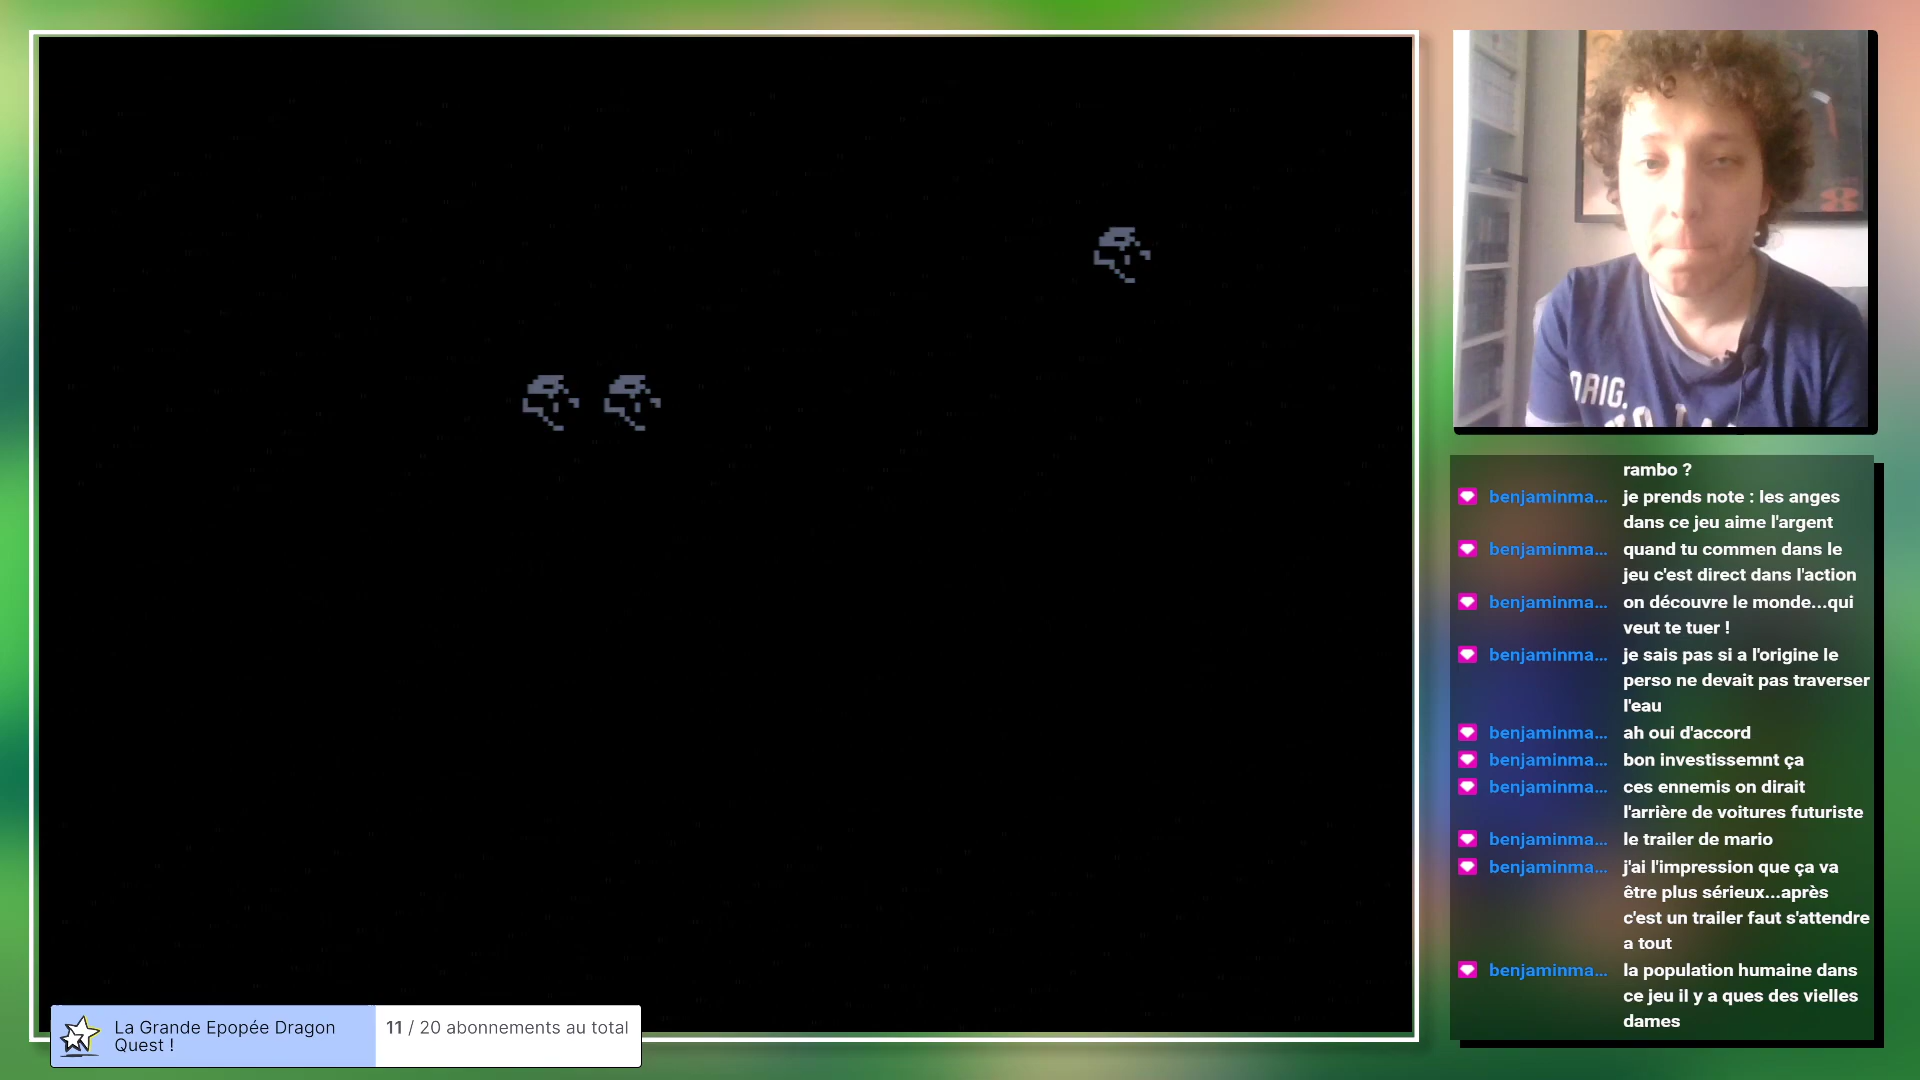 ORIG.
rambo ?
benjaminma... je prends note : les anges
dans ce jeu aime l'argent
benjaminma... quand tu commen dans le
jeu c'est direct dans l'action
benjaminma... on découvre le monde...qui
veut te tuer !
benjaminma... je sais pas si a l'origine le
perso ne devait pas traverser
l'eau
benjaminma... ah oui d'accord
benjaminma... bon investissemnt ça
benjaminma... ces ennemis on dirait
l'arrière de voitures futuriste
benjaminma... le trailer de mario
benjaminma... j'ai l'impression que ça va
être plus sérieux...après
c'est un trailer faut s'attendre
a tout
benjaminma... la population humaine dans
ce jeu il y a ques des vielles
dames
La Grande Epopée Dragon
Quest !
11 / 20 abonnements au total